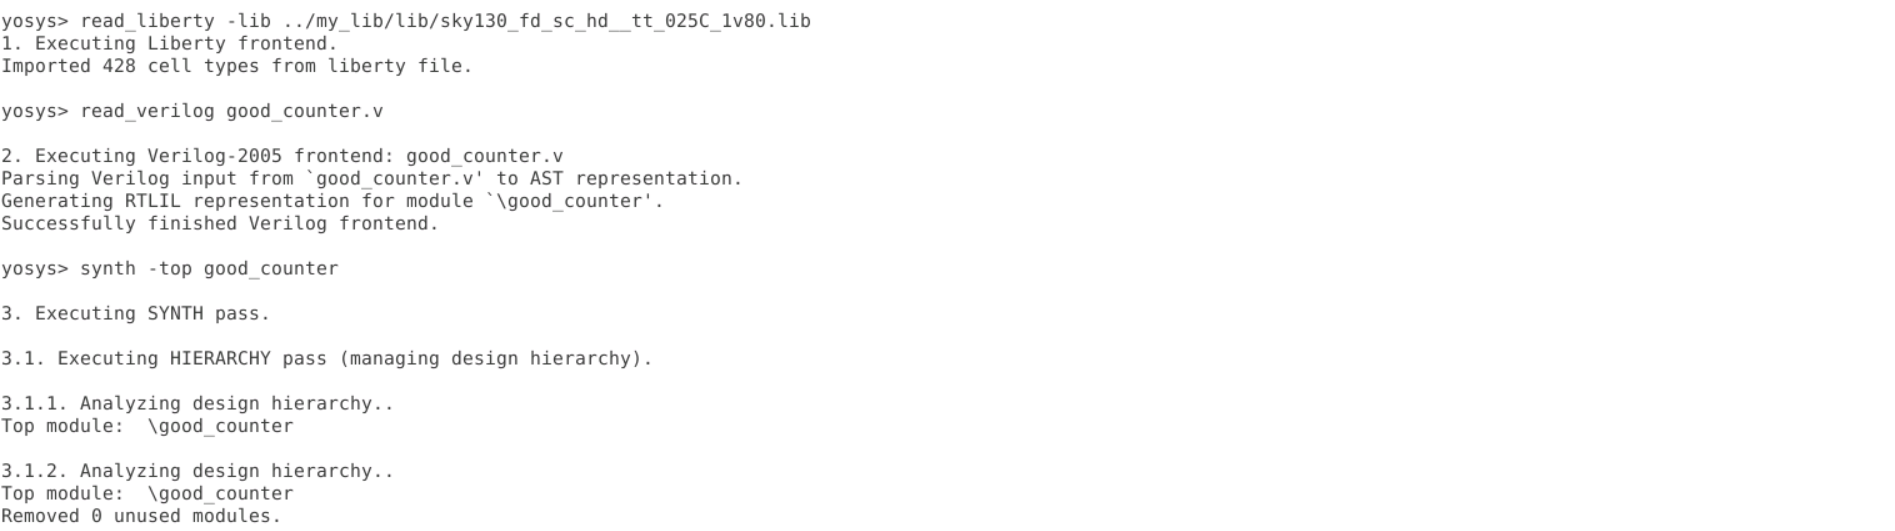 yosys> read_liberty -lib ../my_lib/lib/sky130_fd_sc_hd__tt_025C_1v80.lib
1. Executing Liberty frontend.
Imported 428 cell types from liberty file.
yosys> read_verilog good_counter.v
2. Executing Verilog-2005 frontend: good_counter.v
Parsing Verilog input from `good_counter.v' to AST representation.
Generating RTLIL representation for module `\good_counter'.
Successfully finished Verilog frontend.
yosys> synth -top good_counter
3. Executing SYNTH pass.
3.1. Executing HIERARCHY pass (managing design hierarchy).
3.1.1. Analyzing design hierarchy..
Top module:  \good_counter
3.1.2. Analyzing design hierarchy..
Top module:  \good_counter
Removed 0 unused modules.